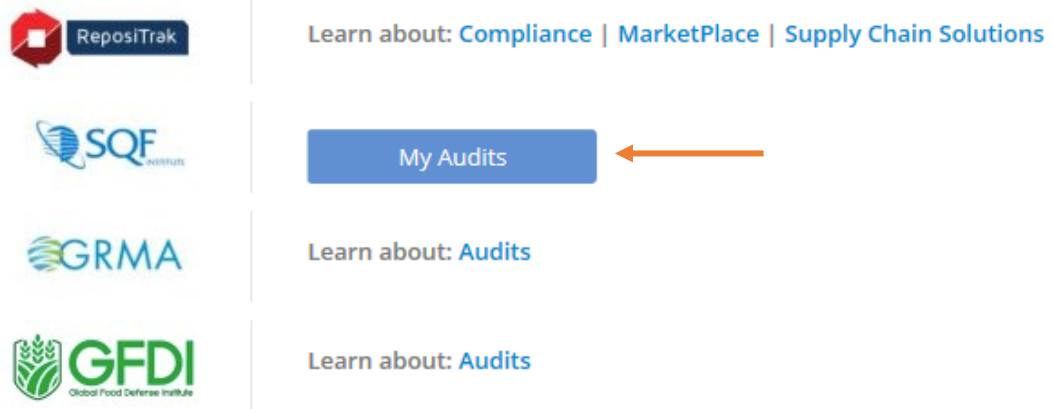 ReposiTrak
Learn about: Compliance | MarketPlace | Supply Chain Solutions
SQF
INSTITUTE
My Audits
GRMA
Learn about: Audits
GFDI
Global Food Defense Institute
Learn about: Audits